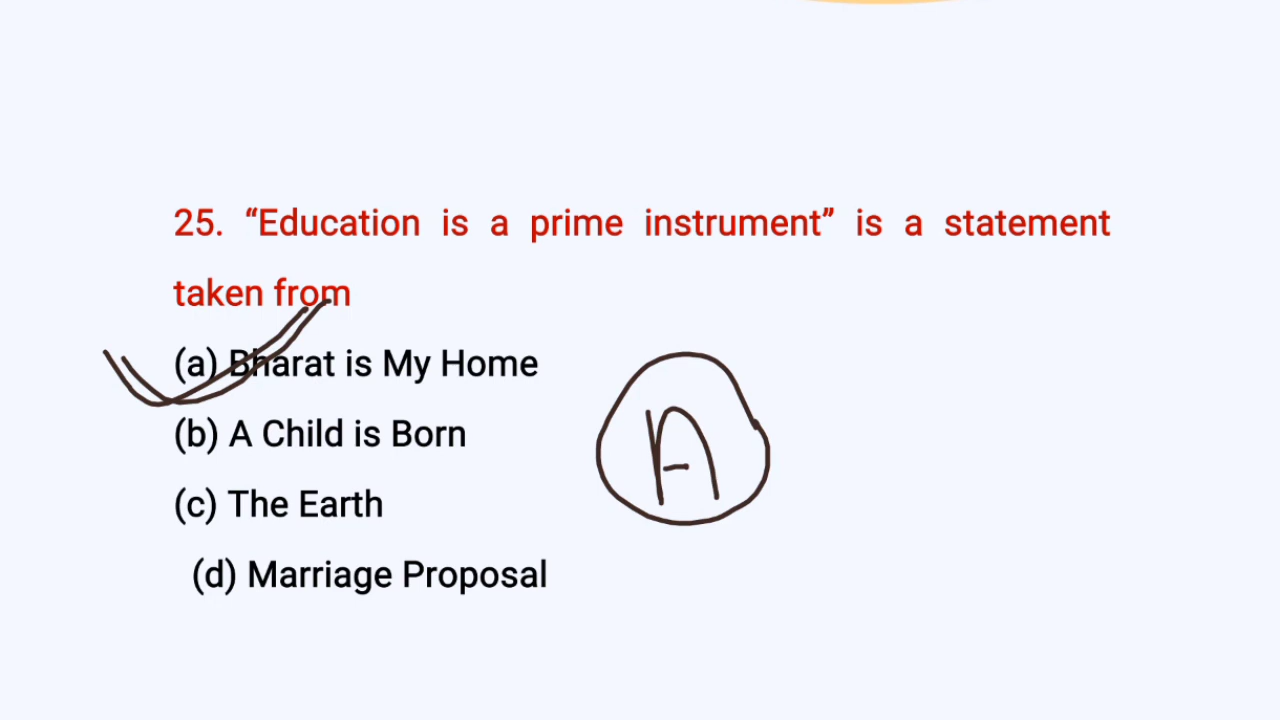 25. “Education is a prime instrument” is a statement
taken from
(a) Bharat is My Home
(b) A Child is Born
A
(c) The Earth
(d) Marriage Proposal